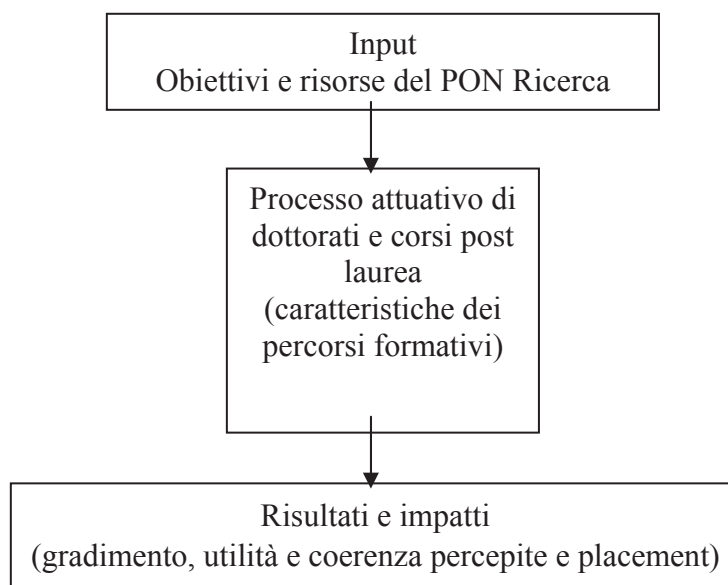 Input
Obiettivi e risorse del PON Ricerca
Processo attuativo di
dottorati e corsi post
laurea
(caratteristiche dei
percorsi formativi)
Risultati e impatti
(gradimento, utilità e coerenza percepite e placement)